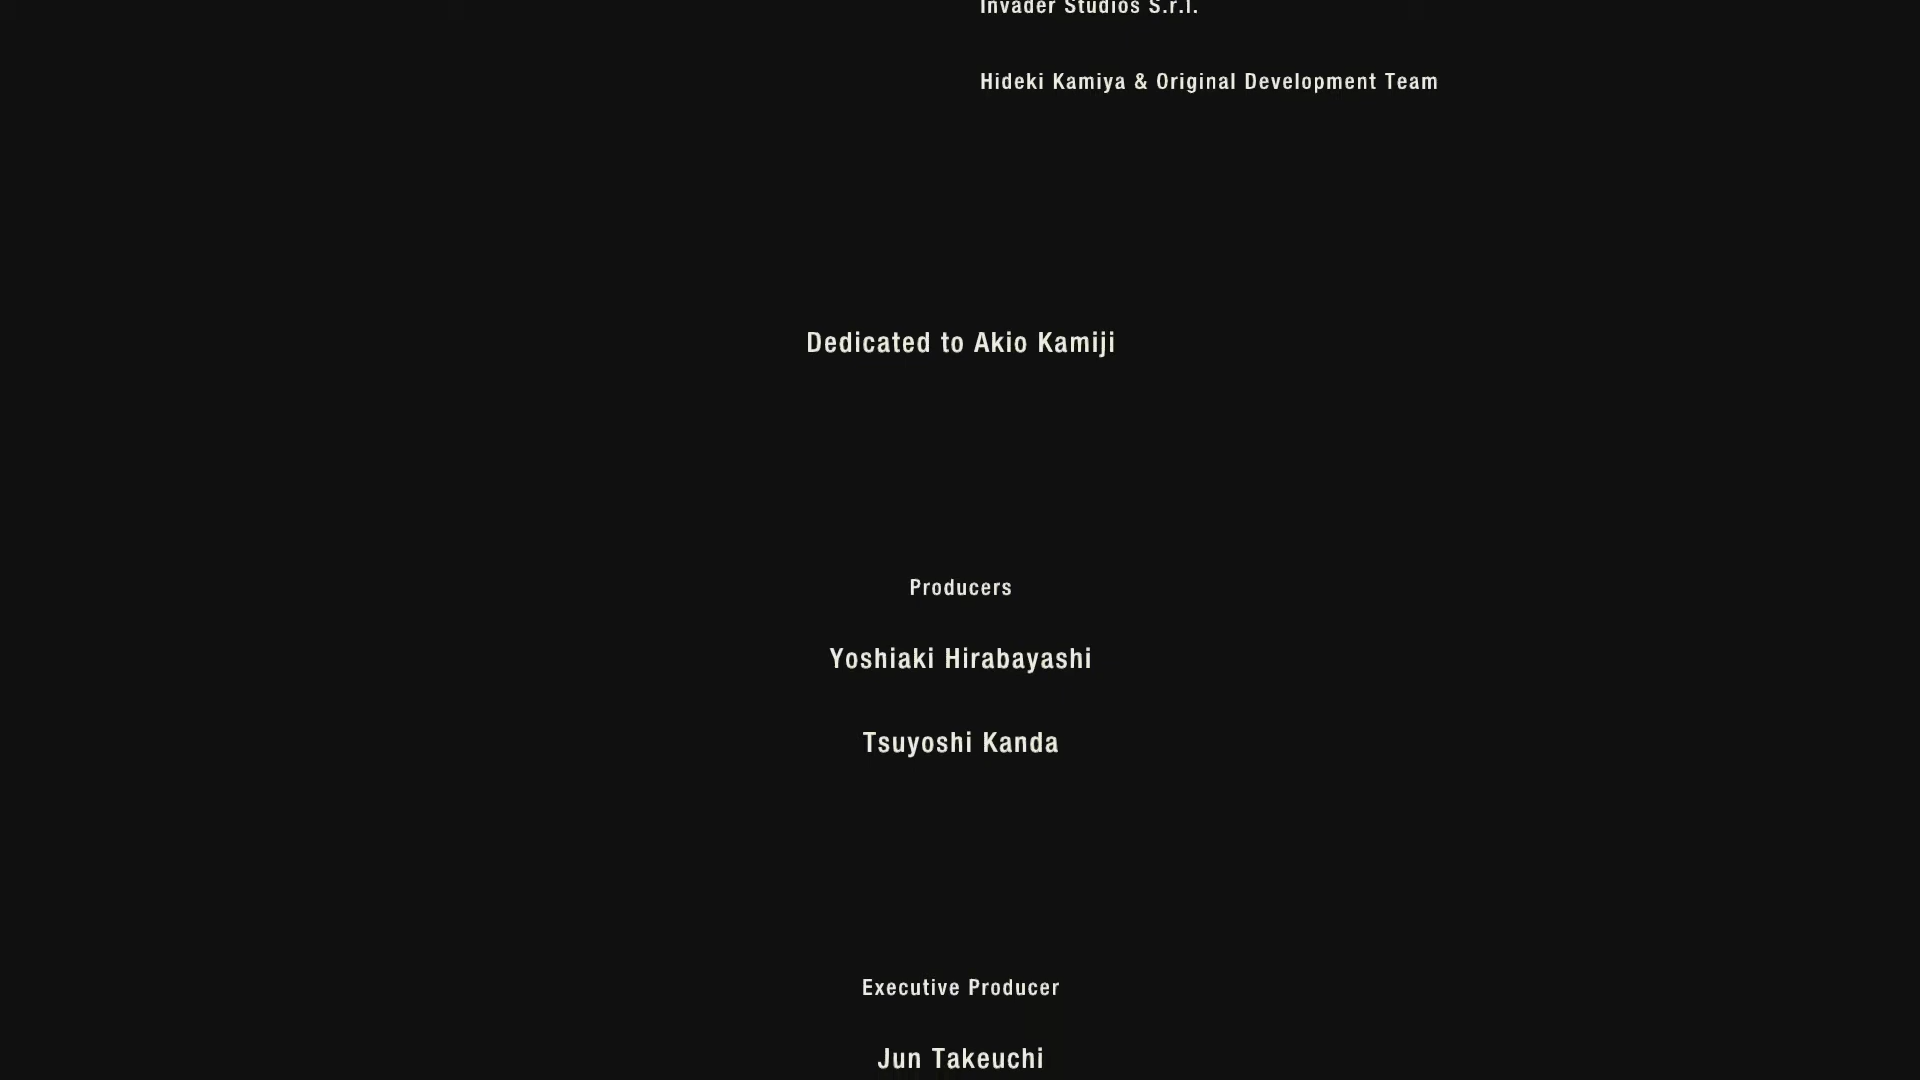 Invader Studios S.r.l.
Hideki Kamiya & Original Development Team
Dedicated to Akio Kamiji
Producers
Yoshiaki Hirabayashi
Tsuyoshi Kanda
Executive Producer
Jun Takeuchi